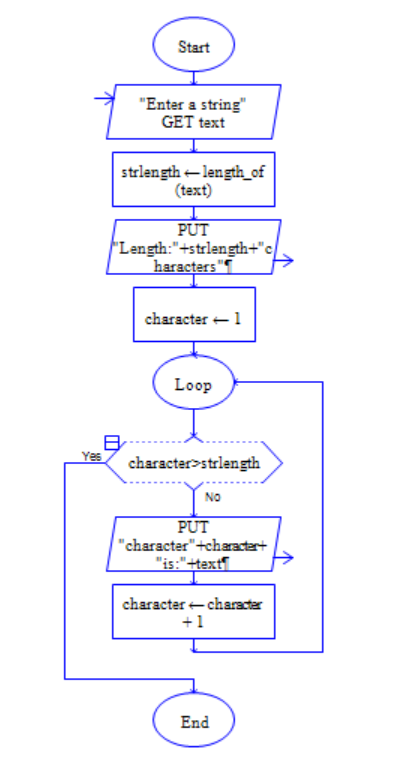 Start
"Enter a string"
GET text
strlength ← length_of
(text)
PUT
"Length:"+strlength+"c
haracters"¶
character ← 1
Loop
Yes
character>strlength
No
PUT
"character"+character+
"is:"+text¶
character ← character
+ 1
End